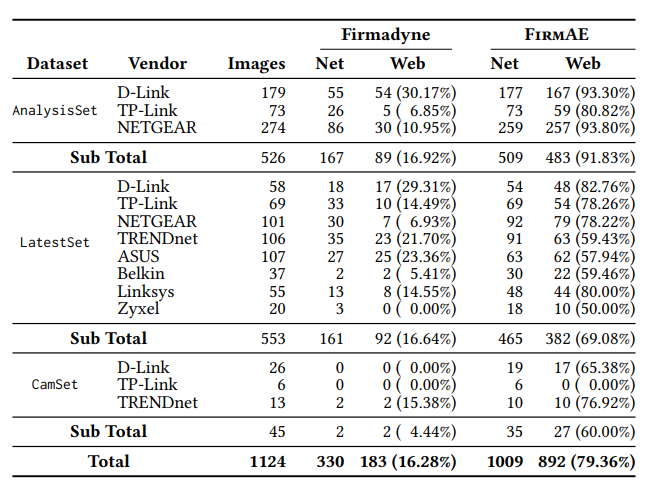 Firmadyne FIRMAE
Dataset Vendor Images Net Web Net Web
D-Link 179 55 54 (30.17%) 177 167 (93.30%)
AnalysisSet TP-Link 73 26 5 ( 6.85%) 73 59 (80.82%)
NETGEAR 274 86 30 (10.95%) 259 257 (93.80%)
Sub Total 526 167 89 (16.92%) 509 483 (91.83%)
D-Link 58 18 17 (29.31%) 54 48 (82.76%)
TP-Link 69 33 10 (14.49%) 69 54 (78.26%)
NETGEAR 101 30 7 ( 6.93%) 92 79 (78.22%)
LatestSet TRENDnet 106 35 23 (21.70%) 91 63 (59.43%)
ASUS 107 27 25 (23.36%) 63 62 (57.94%)
Belkin 37 2 2 ( 5.41%) 30 22 (59.46%)
Linksys 55 13 8 (14.55%) 48 44 (80.00%)
Zyxel 20 3 0 ( 0.00%) 18 10 (50.00%)
Sub Total 553 161 92 (16.64%) 465 382 (69.08%)
D-Link 26 0 0 ( 0.00%) 19 17 (65.38%)
CamSet TP-Link 6 0 0 ( 0.00%) 6 0 ( 0.00%)
TRENDnet 13 2 2 (15.38%) 10 10 (76.92%)
Sub Total 45 2 2 ( 4.44%) 35 27 (60.00%)
Total 1124 330 183 (16.28%) 1009 892 (79.36%)